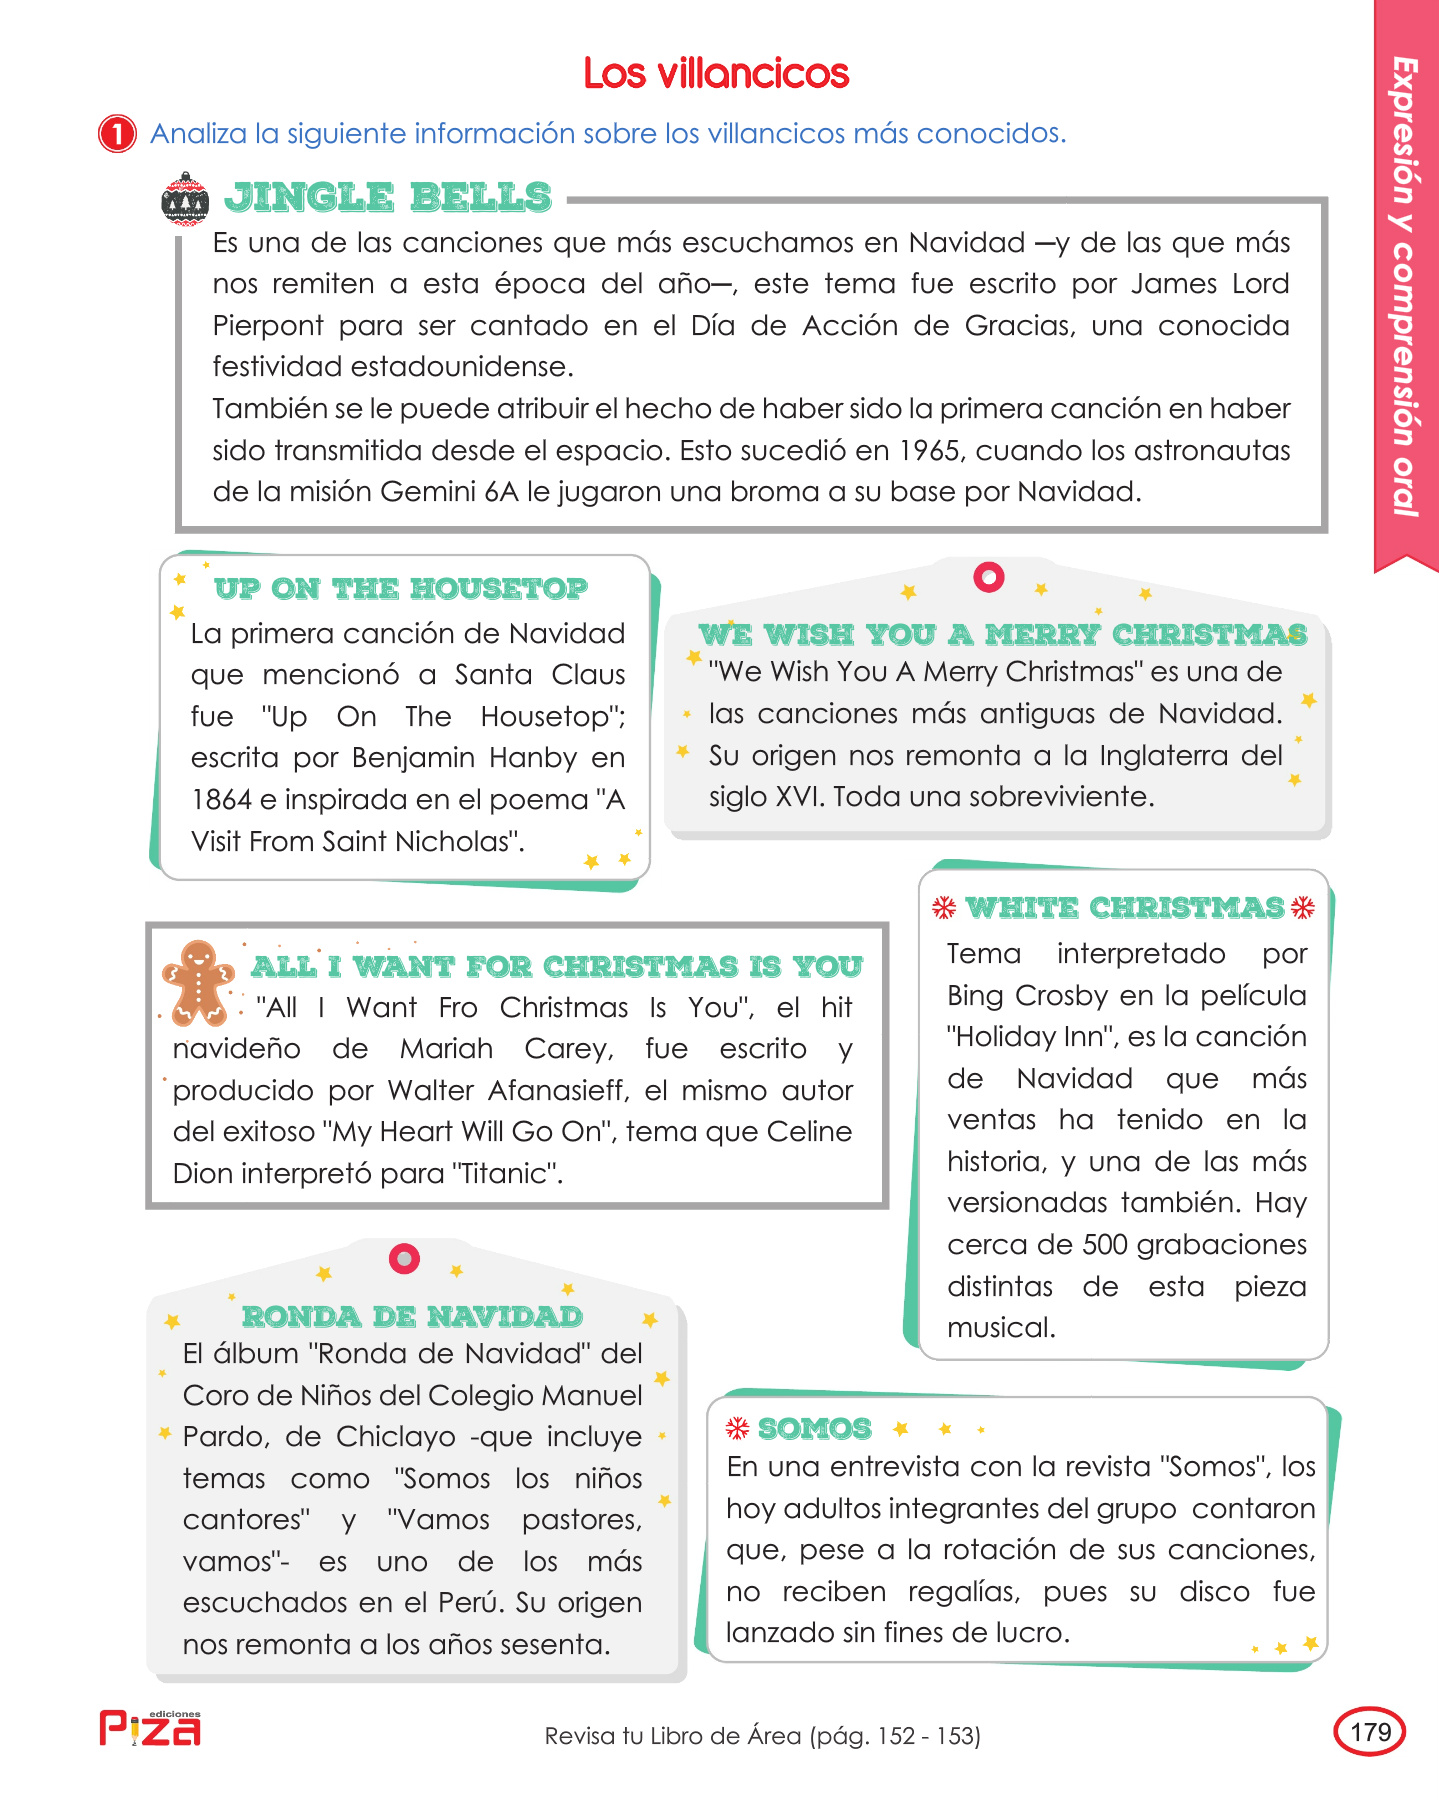 Los villancicos
Expresión y comprensión oral
1 Analiza la siguiente información sobre los villancicos más conocidos.
JINGLE BELLS
Es una de las canciones que más escuchamos en Navidad —y de las que más
nos remiten a esta época del año—, este tema fue escrito por James Lord
Pierpont para ser cantado en el Día de Acción de Gracias, una conocida
festividad estadounidense.
También se le puede atribuir el hecho de haber sido la primera canción en haber
sido transmitida desde el espacio. Esto sucedió en 1965, cuando los astronautas
de la misión Gemini 6A le jugaron una broma a su base por Navidad.
UP ON THE HOUSETOP
La primera canción de Navidad
que mencionó a Santa Claus
fue "Up On The Housetop";
escrita por Benjamin Hanby en
1864 e inspirada en el poema "A
Visit From Saint Nicholas".
WE WISH YOU A MERRY CHRISTMAS
"We Wish You A Merry Christmas" es una de
las canciones más antiguas de Navidad.
Su origen nos remonta a la Inglaterra del
siglo XVI. Toda una sobreviviente.
ALL I WANT FOR CHRISTMAS IS YOU
"All I Want Fro Christmas Is You", el hit
navideño de Mariah Carey, fue escrito y
producido por Walter Afanasieff, el mismo autor
del exitoso "My Heart Will Go On", tema que Celine
Dion interpretó para "Titanic".
WHITE CHRISTMAS
Tema interpretado por
Bing Crosby en la película
"Holiday Inn", es la canción
de Navidad que más
ventas ha tenido en la
historia, y una de las más
versionadas también. Hay
cerca de 500 grabaciones
distintas de esta pieza
musical.
RONDA DE NAVIDAD
El álbum "Ronda de Navidad" del
Coro de Niños del Colegio Manuel
Pardo, de Chiclayo -que incluye
temas como "Somos los niños
cantores" y "Vamos pastores,
vamos"- es uno de los más
escuchados en el Perú. Su origen
nos remonta a los años sesenta.
SOMOS
En una entrevista con la revista "Somos", los
hoy adultos integrantes del grupo contaron
que, pese a la rotación de sus canciones,
no reciben regalías, pues su disco fue
lanzado sin fines de lucro.
ediciones
Piza
Revisa tu Libro de Área (pág. 152 - 153)
179